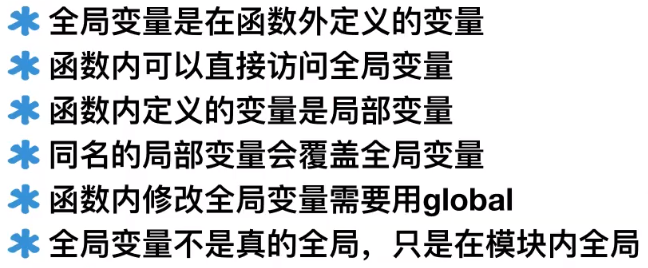 全局变量是在函数外定义的变量
函数内可以直接访问全局变量
函数内定义的变量是局部变量
同名的局部变量会覆盖全局变量
函数内修改全局变量需要用global
全局变量不是真的全局，只是在模块内全局